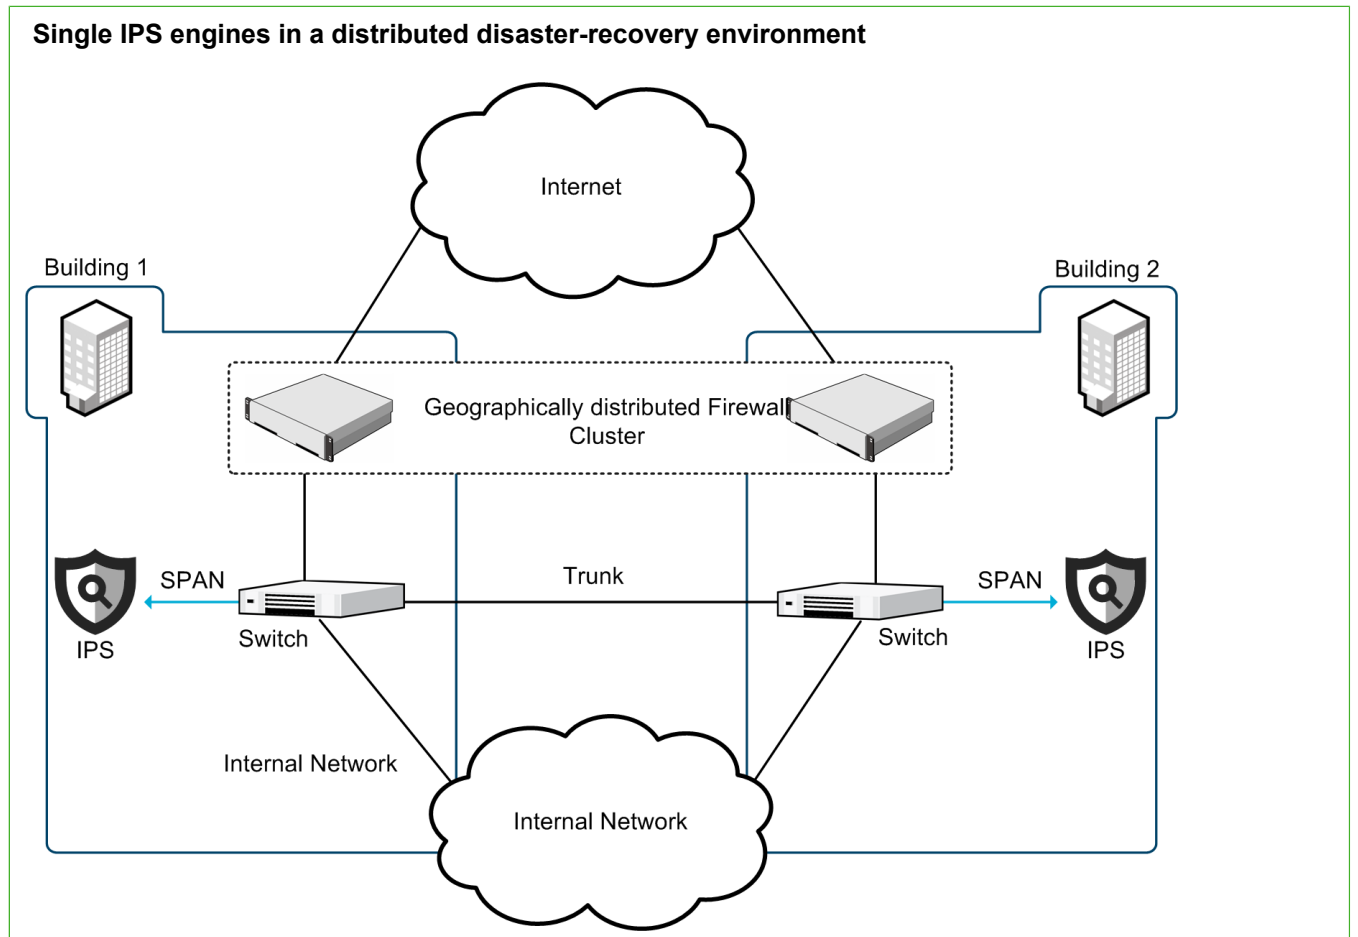 Single IPS engines in a distributed disaster-recovery environment
Internet
Building 1
Building 2
Geographically distributed Firewall
Cluster
SPAN
Trunk
SPAN
IPS
Switch
Switch
IPS
Internal Network
Internal Network